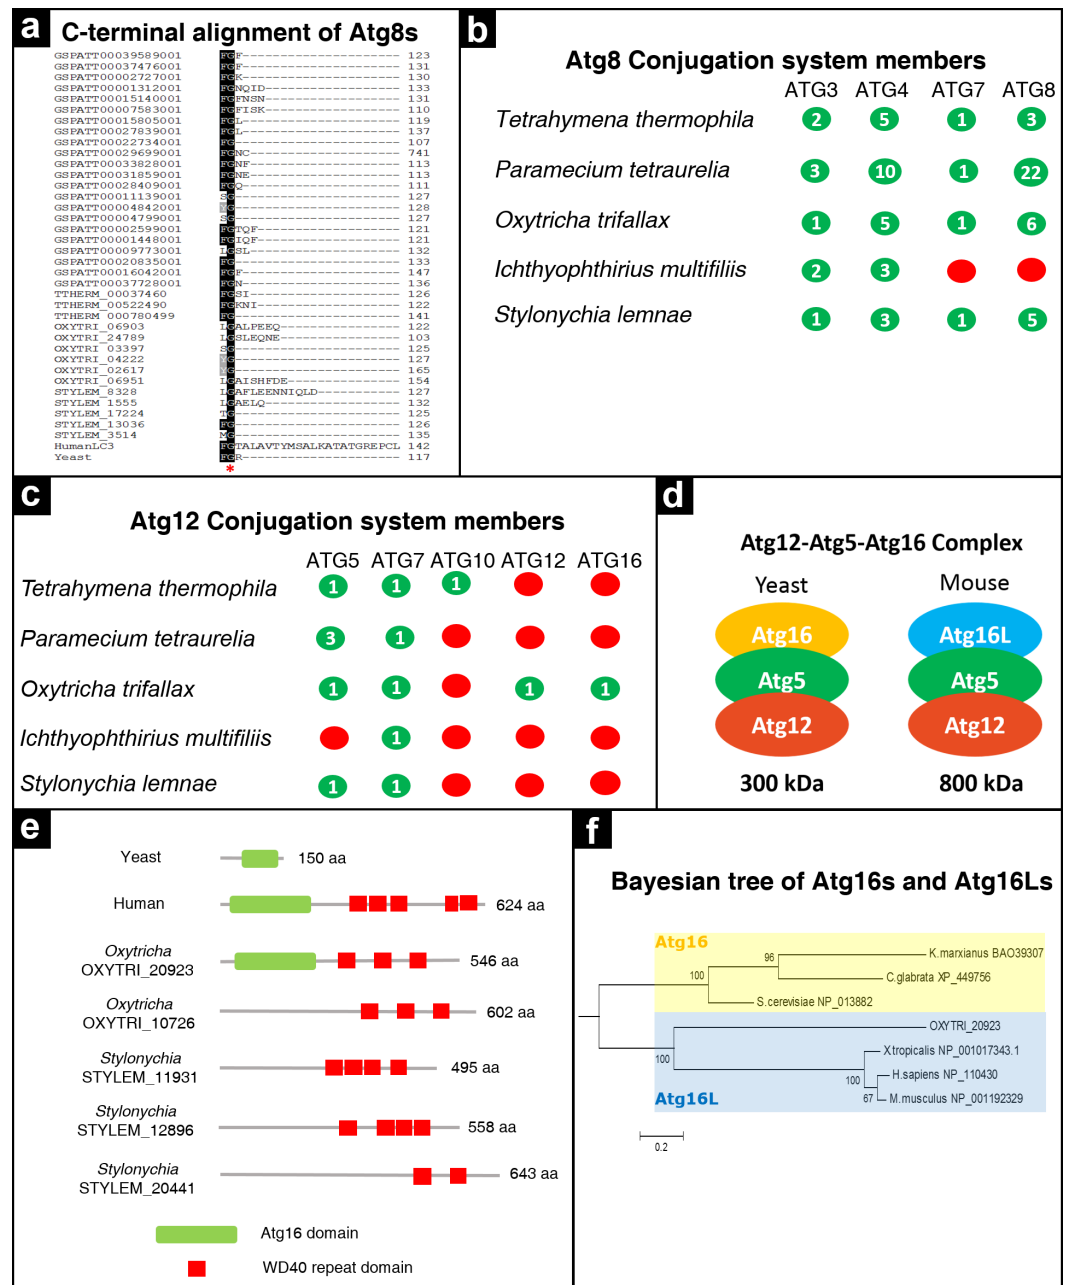 a
C-terminal alignment of Atg8s
GSPATT00039589001 FGF 123
GSPATT00037476001 FGF 131
GSPATT00002727001 FGK 130
GSPATT00001312001 FGNQID 133
GSPATT00015140001 FGFNSN 131
GSPATT00007583001 FGFISK 110
GSPATT00015805001 FGL 119
GSPATT00027839001 FGL 137
GSPATT00022734001 FG 107
GSPATT00029699001 FGNC 741
GSPATT00033828001 FGNF 113
GSPATT00031859001 FGNE 113
GSPATT00028409001 FGQ 111
GSPATT00011139001 SG 127
GSPATT00004842001 YG 128
GSPATT00004799001 SG 127
GSPATT00002599001 FGTQF 121
GSPATT00001448001 FGIQF 121
GSPATT00009773001 LGSL 132
GSPATT00020835001 FG 133
GSPATT00016042001 FGF 147
GSPATT00037728001 FGN 136
TTHERM_00037460 FGSI 126
TTHERM_00522490 FGKNI 122
TTHERM_000780499 FG 141
OXYTRI_06903 LGALPEEQ 122
OXYTRI_24789 LGSLEQNE 103
OXYTRI_03397 SG 125
OXYTRI_04222 YG 127
OXYTRI_02617 YG 165
OXYTRI_06951 LGAISHFDE 154
STYLEM_8328 LGAFLEENNIQLD 127
STYLEM_1555 LGAELQ 132
STYLEM_17224 TG 125
STYLEM_13036 FG 126
STYLEM_3514 MG 135
HumanLC3 FGTALAVTYMSALKATATGREPCL 142
Yeast FGR 117
*
b
Atg8 Conjugation system members
ATG3 ATG4 ATG7 ATG8
Tetrahymena thermophila 2 5 1 3
Paramecium tetraurelia 3 10 1 22
Oxytricha trifallax 1 5 1 6
Ichthyophthirius multifiliis 2 3
Stylonychia lemnae 1 3 1 5
c
Atg12 Conjugation system members
ATG5 ATG7 ATG10 ATG12 ATG16
Tetrahymena thermophila 1 1 1
Paramecium tetraurelia 3 1
Oxytricha trifallax 1 1 1 1
Ichthyophthirius multifiliis 1
Stylonychia lemnae 1 1
d
Atg12-Atg5-Atg16 Complex
Yeast Mouse
Atg16 Atg16L
Atg5 Atg5
Atg12 Atg12
300 kDa 800 kDa
e
Yeast 150 aa
Human 624 aa
Oxytricha
OXYTRI_20923 546 aa
Oxytricha
OXYTRI_10726 602 aa
Stylonychia
STYLEM_11931 495 aa
Stylonychia
STYLEM_12896 558 aa
Stylonychia
STYLEM_20441 643 aa
Atg16 domain
WD40 repeat domain
f
Bayesian tree of Atg16s and Atg16Ls
Atg16
K.marxianus BAO39307
96
C.glabrata XP_449756
100
S.cerevisiae NP_013882
OXYTRI_20923
100
X.tropicalis NP_001017343.1
100
H.sapiens NP_110430
67
M.musculus NP_001192329
Atg16L
0.2